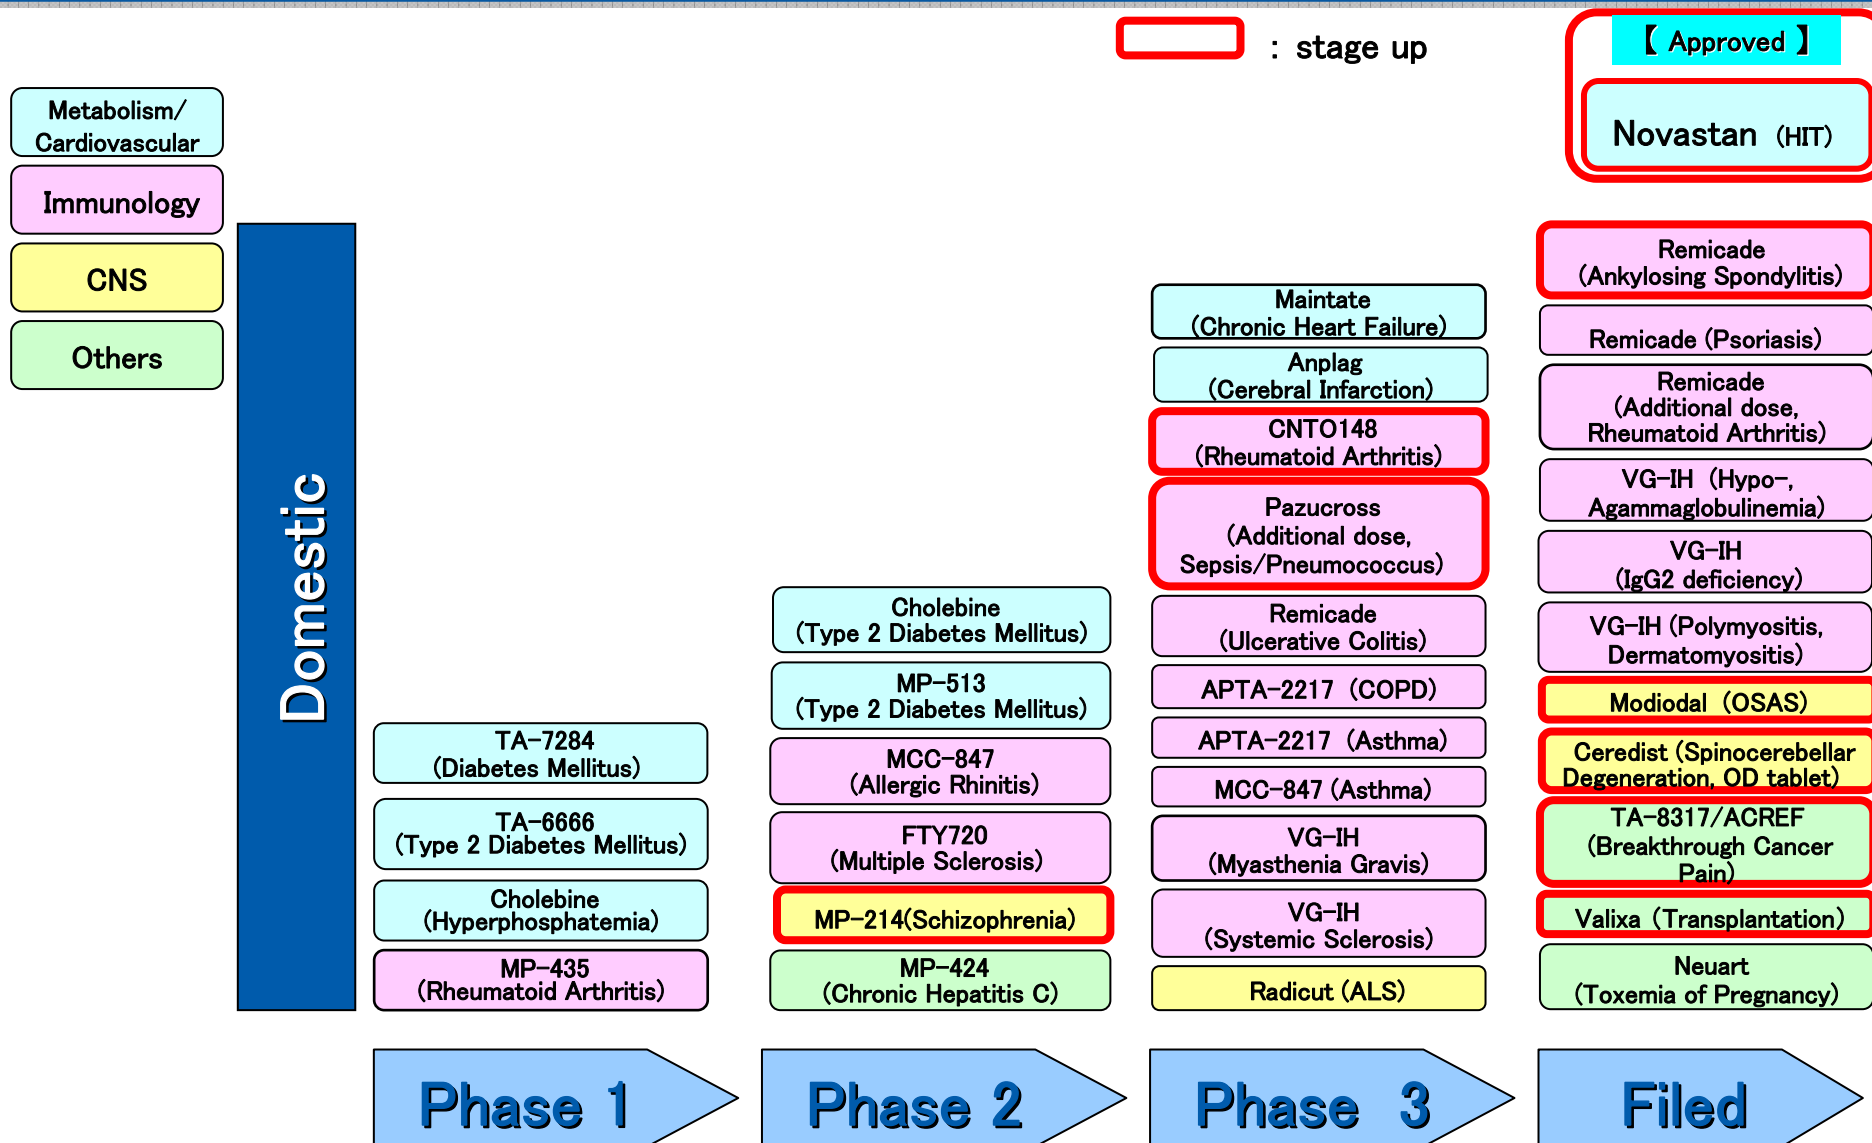 : stage up
【 Approved 】
Novastan (HIT)
Metabolism/
Cardiovascular
Immunology
CNS
Others
Domestic
TA-7284
(Diabetes Mellitus)
TA-6666
(Type 2 Diabetes Mellitus)
Cholebine
(Hyperphosphatemia)
MP-435
(Rheumatoid Arthritis)
Cholebine
(Type 2 Diabetes Mellitus)
MP-513
(Type 2 Diabetes Mellitus)
MCC-847
(Allergic Rhinitis)
FTY720
(Multiple Sclerosis)
MP-214(Schizophrenia)
MP-424
(Chronic Hepatitis C)
Maintate
(Chronic Heart Failure)
Anplag
(Cerebral Infarction)
CNTO148
(Rheumatoid Arthritis)
Pazucross
(Additional dose,
Sepsis/Pneumococcus)
Remicade
(Ulcerative Colitis)
APTA-2217 (COPD)
APTA-2217 (Asthma)
MCC-847 (Asthma)
VG-IH
(Myasthenia Gravis)
VG-IH
(Systemic Sclerosis)
Radicut (ALS)
Remicade
(Ankylosing Spondylitis)
Remicade (Psoriasis)
Remicade
(Additional dose,
Rheumatoid Arthritis)
VG-IH (Hypo-,
Agammaglobulinemia)
VG-IH
(IgG2 deficiency)
VG-IH (Polymyositis,
Dermatomyositis)
Modiodal (OSAS)
Ceredist (Spinocerebellar
Degeneration, OD tablet)
TA-8317/ACREF
(Breakthrough Cancer
Pain)
Valixa (Transplantation)
Neuart
(Toxemia of Pregnancy)
Phase 1
Phase 2
Phase 3
Filed